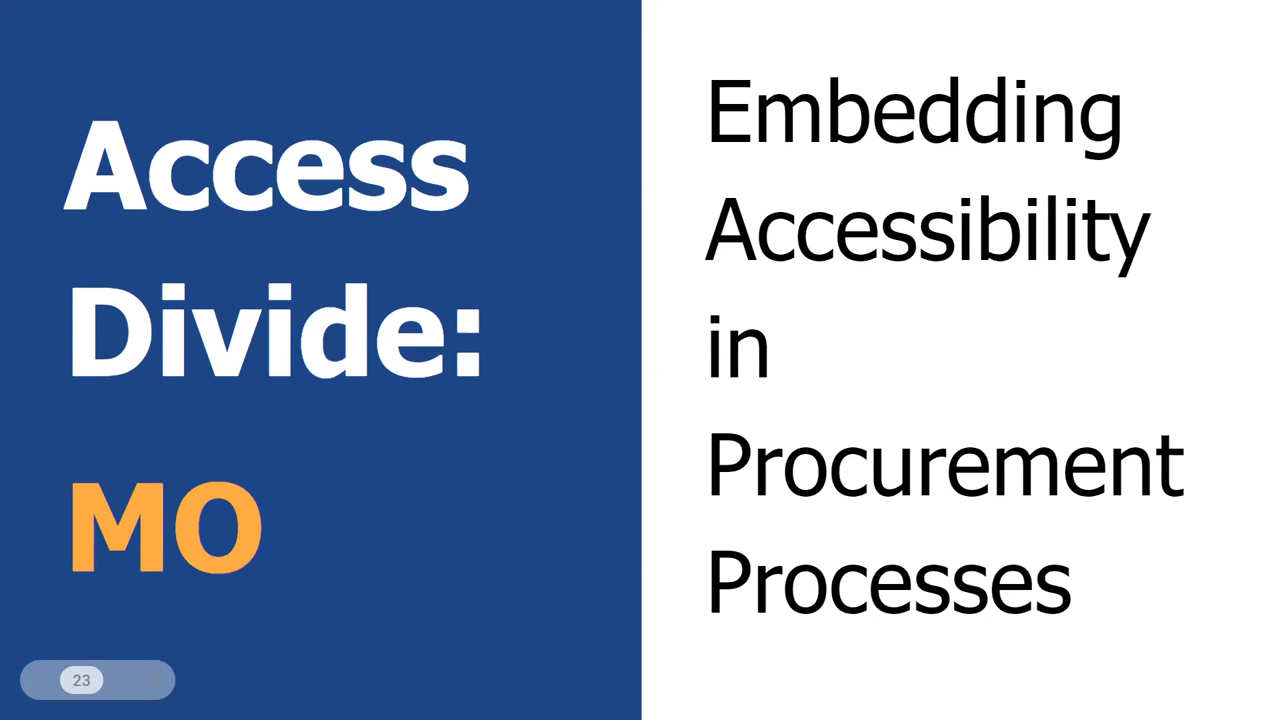 Access
Divide:
MO
Embedding
Accessibility
in
Procurement
Processes
23